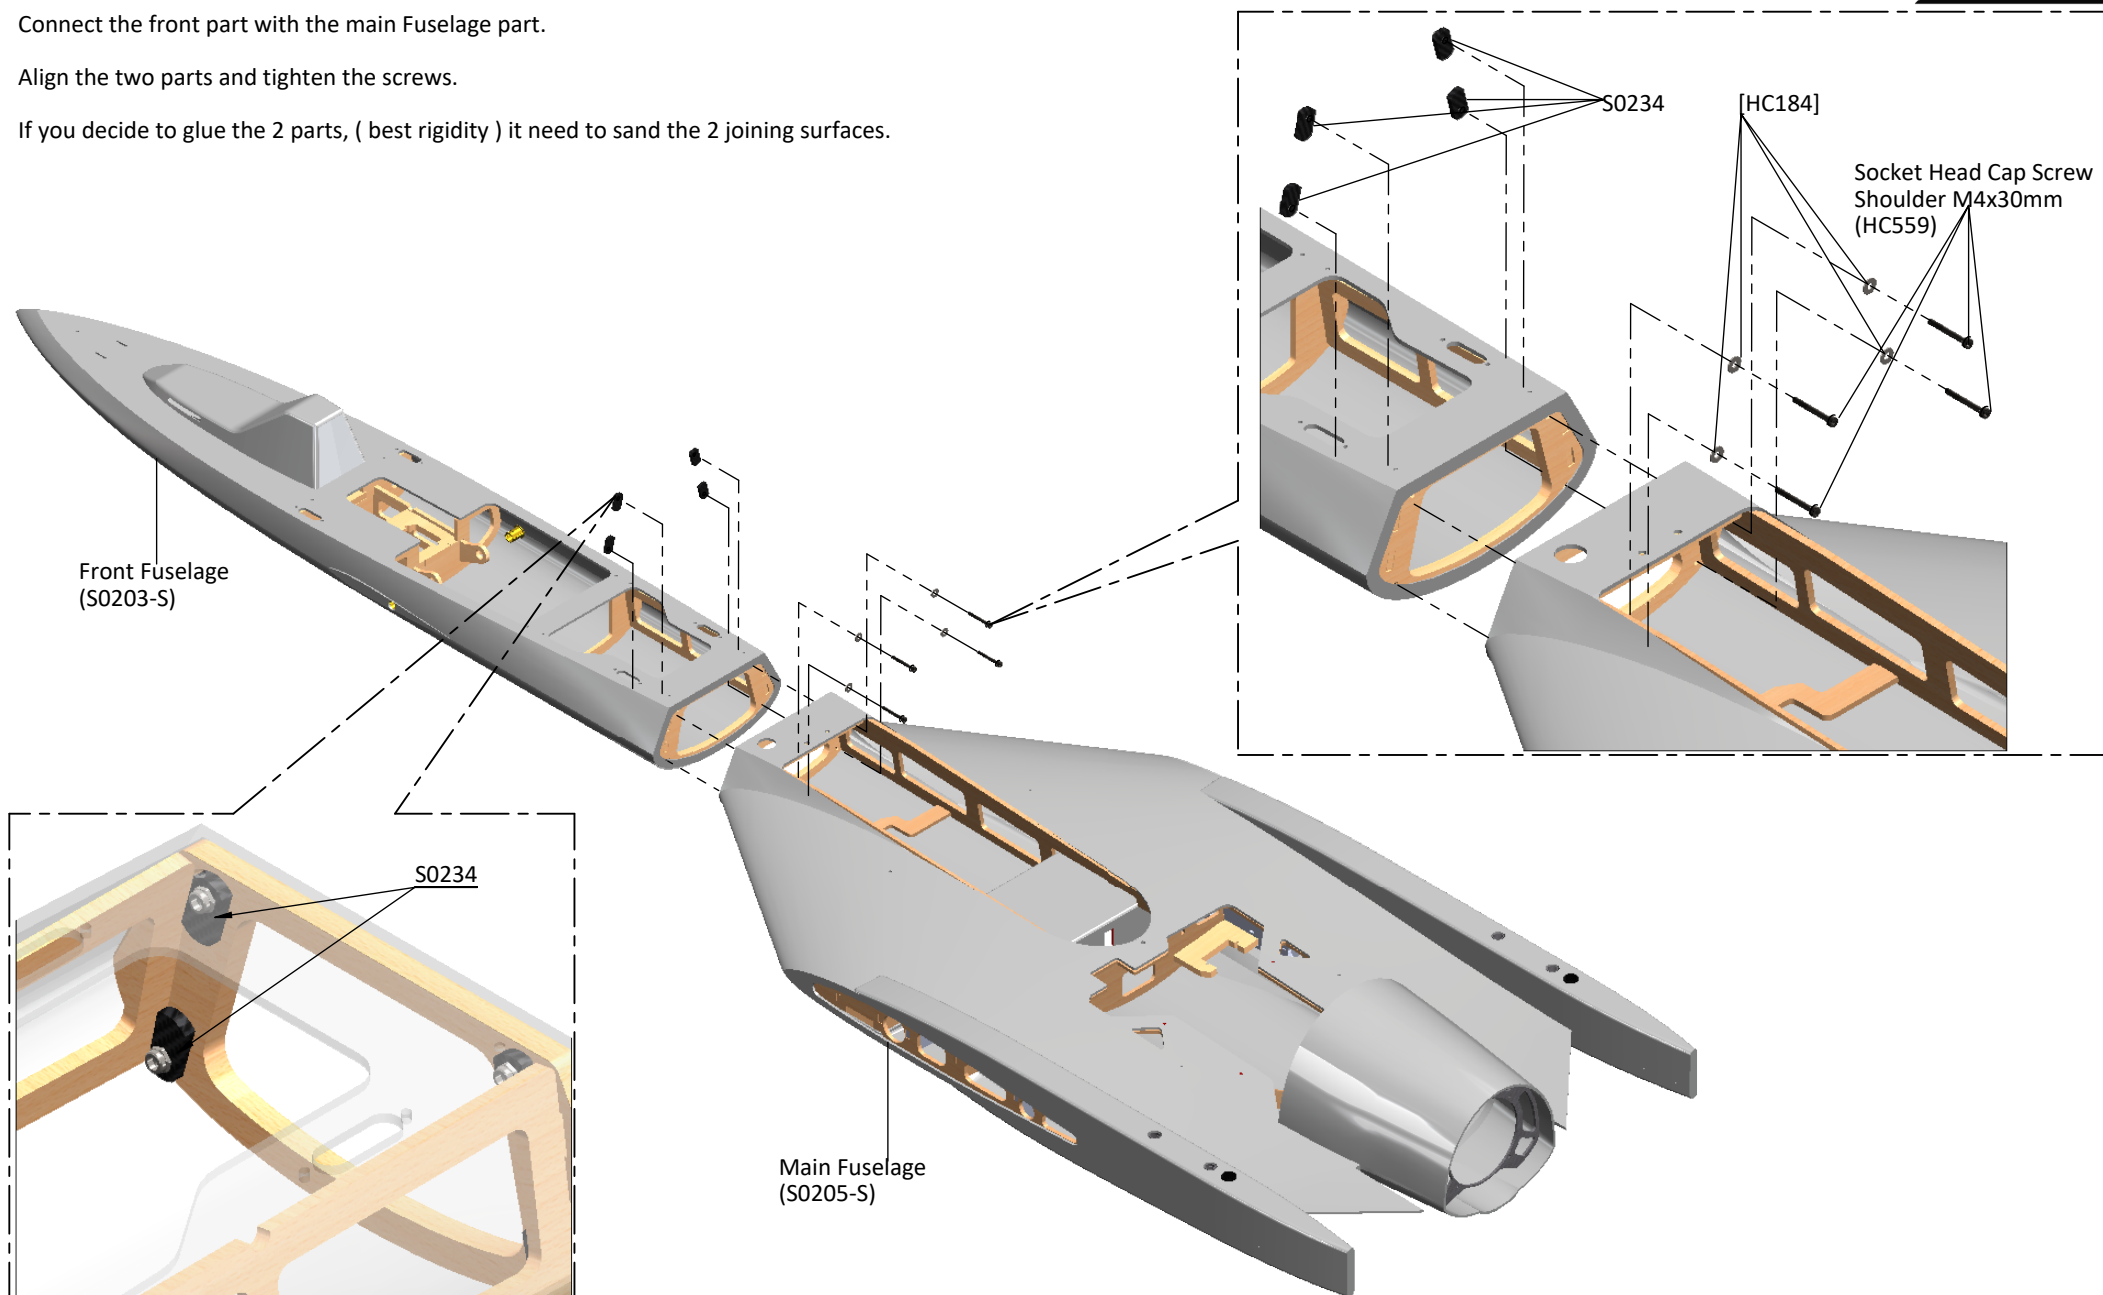 Connect the front part with the main Fuselage part.
Align the two parts and tighten the screws.
If you decide to glue the 2 parts, ( best rigidity ) it need to sand the 2 joining surfaces.
S0234
[HC184]
Socket Head Cap Screw
Shoulder M4x30mm
(HC559)
Front Fuselage
(S0203-S)
S0234
Main Fuselage
(S0205-S)